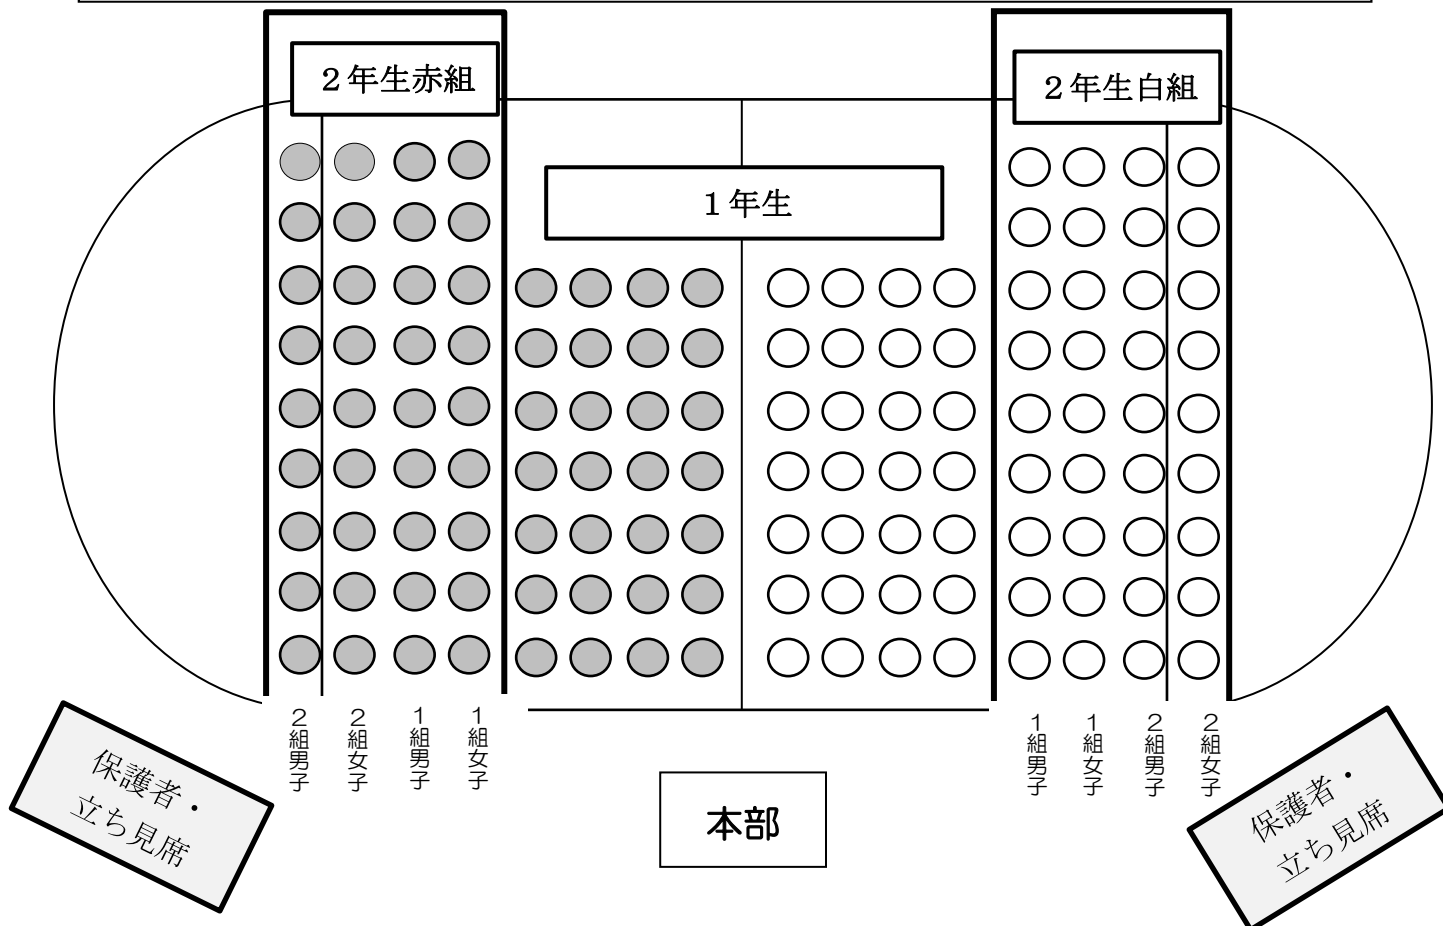 ２年生赤組
２年生白組
１年生
２組男子
２組女子
１組男子
１組女子
１組男子
１組女子
２組男子
２組女子
保護者・
立ち見席
本部
保護者・
立ち見席